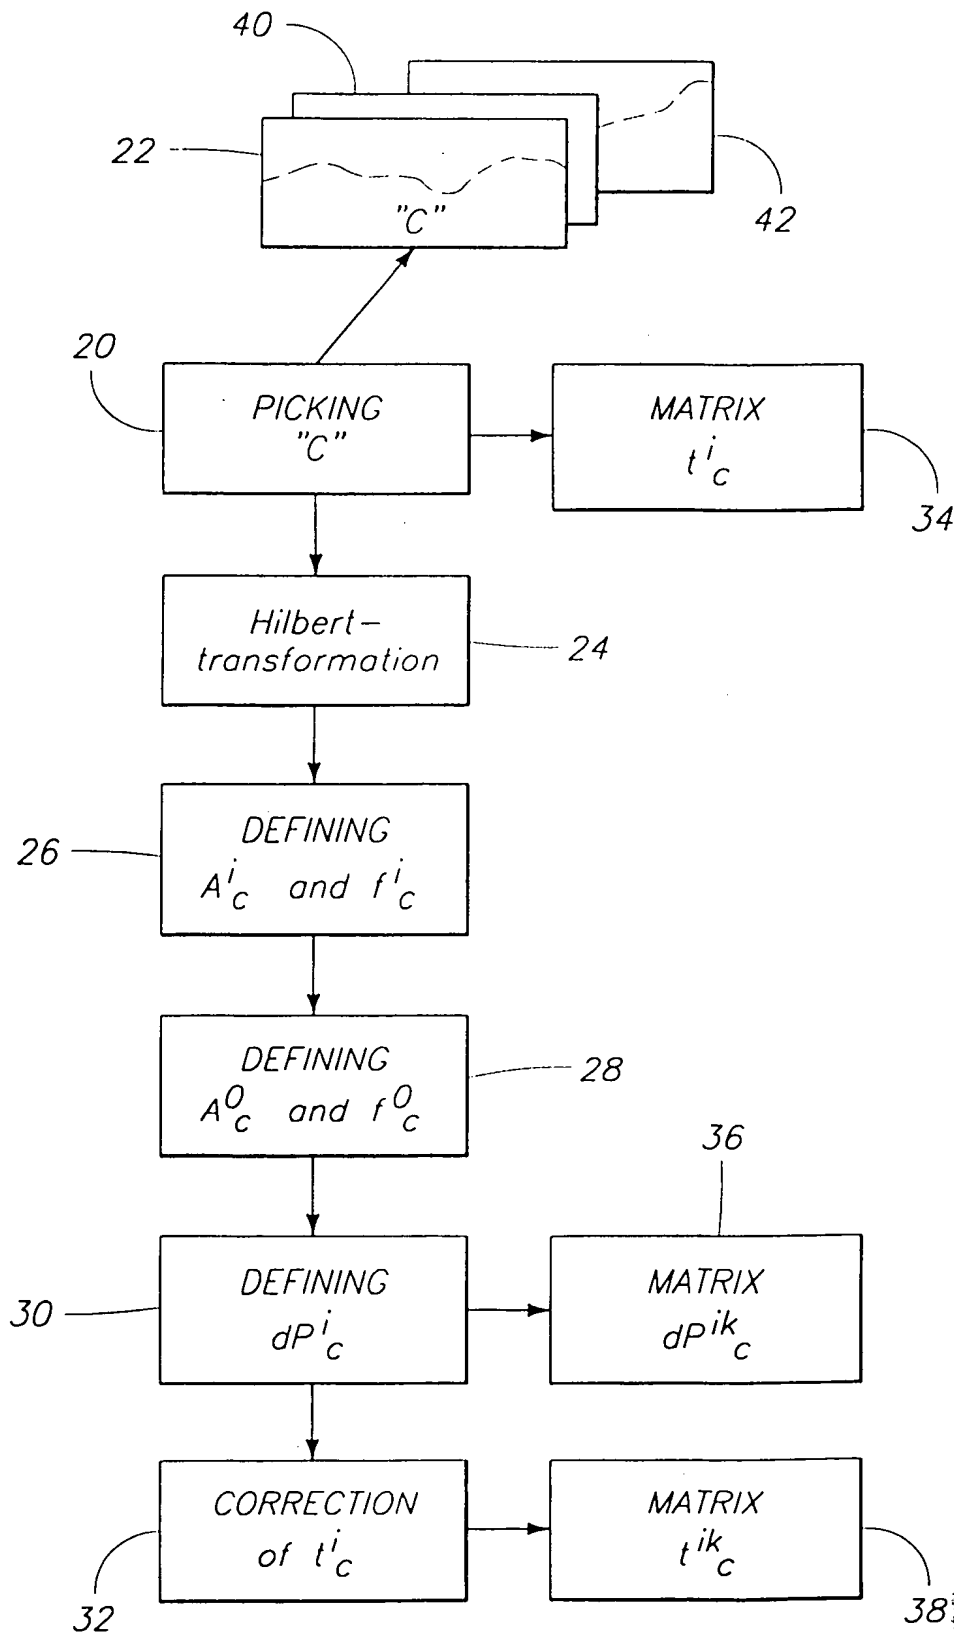 40
22
"C"
42
20
PICKING
"C"
MATRIX
t^i_c
34
Hilbert-
transformation
24
26
DEFINING
A^i_c and f^i_c
DEFINING
A^0_c and f^0_c
28
36
30
DEFINING
dP^i_c
MATRIX
dP^ik_c
CORRECTION
of t^i_c
MATRIX
t^ik_c
32
38